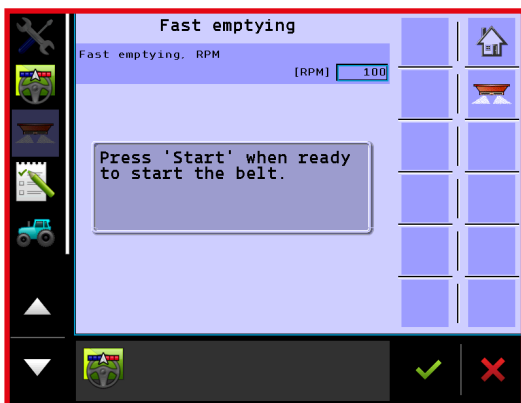 Fast emptying
Fast emptying, RPM
[RPM] 100
Press 'Start' when ready
to start the belt.